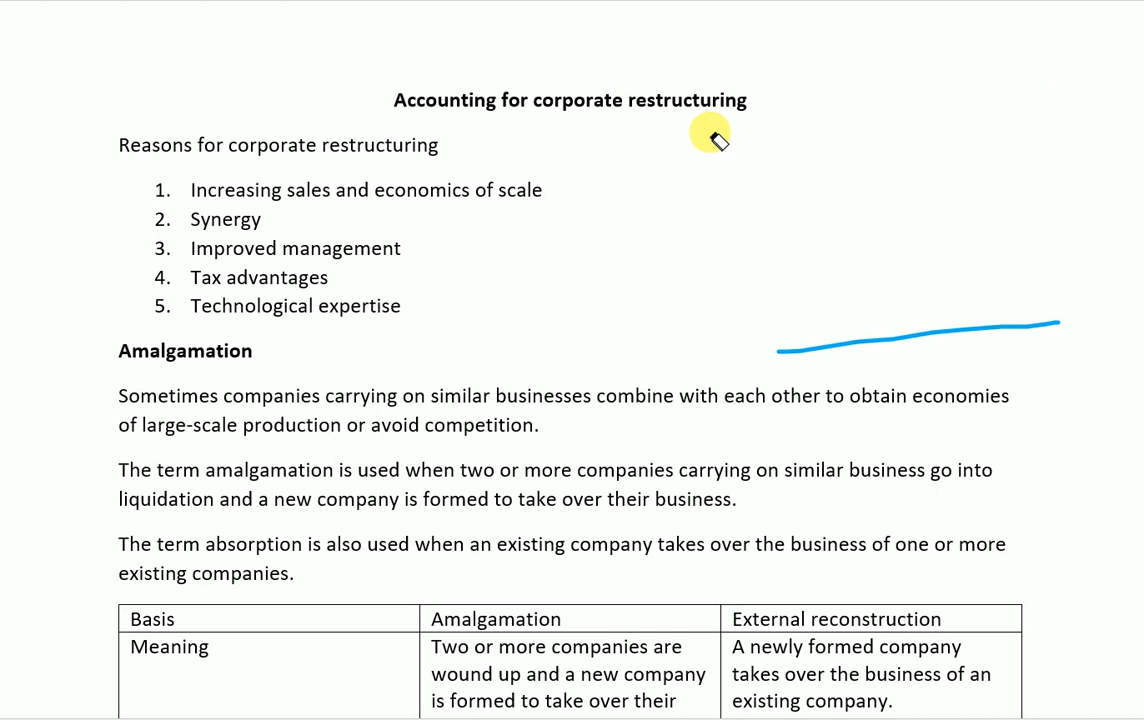 Accounting for corporate restructuring
Reasons for corporate restructuring
1. Increasing sales and economics of scale
2. Synergy
3. Improved management
4. Tax advantages
5. Technological expertise
Amalgamation
Sometimes companies carrying on similar businesses combine with each other to obtain economies
of large-scale production or avoid competition.
The term amalgamation is used when two or more companies carrying on similar business go into
liquidation and a new company is formed to take over their business.
The term absorption is also used when an existing company takes over the business of one or more
existing companies.
Basis Amalgamation External reconstruction
Meaning Two or more companies are A newly formed company
wound up and a new company takes over the business of an
is formed to take over their existing company.